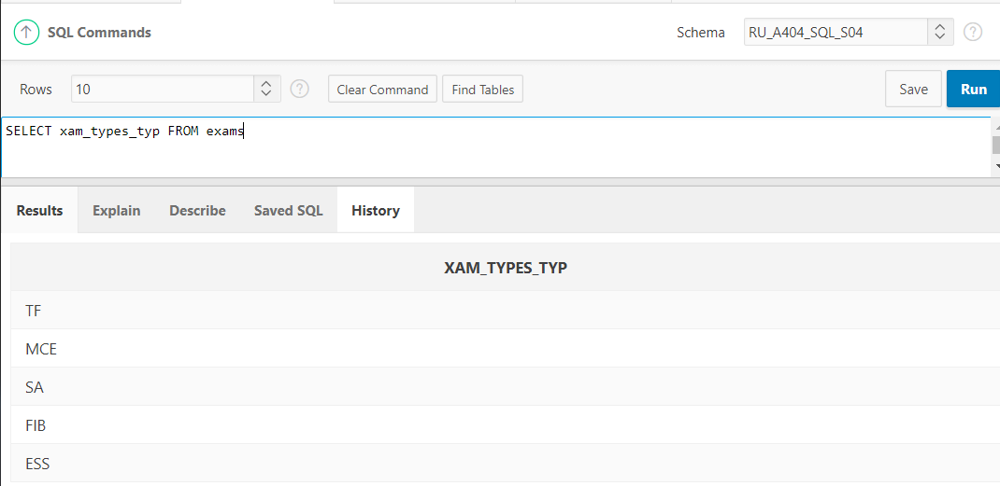 SQL Commands
Schema RU_A404_SQL_S04 ?
Rows 10 ? Clear Command Find Tables Save Run
SELECT xam_types_typ FROM exams
Results Explain Describe Saved SQL History
XAM_TYPES_TYP
TF
MCE
SA
FIB
ESS